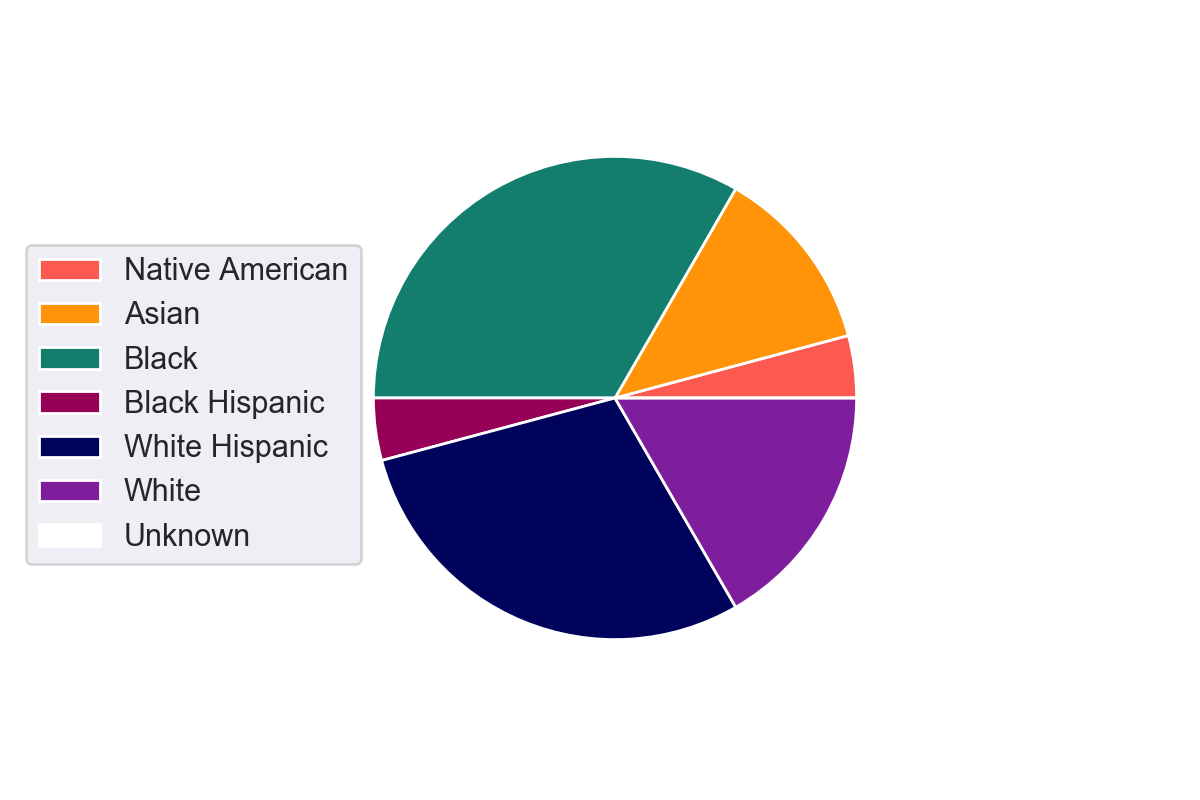 Native American
Asian
Black
Black Hispanic
White Hispanic
White
Unknown